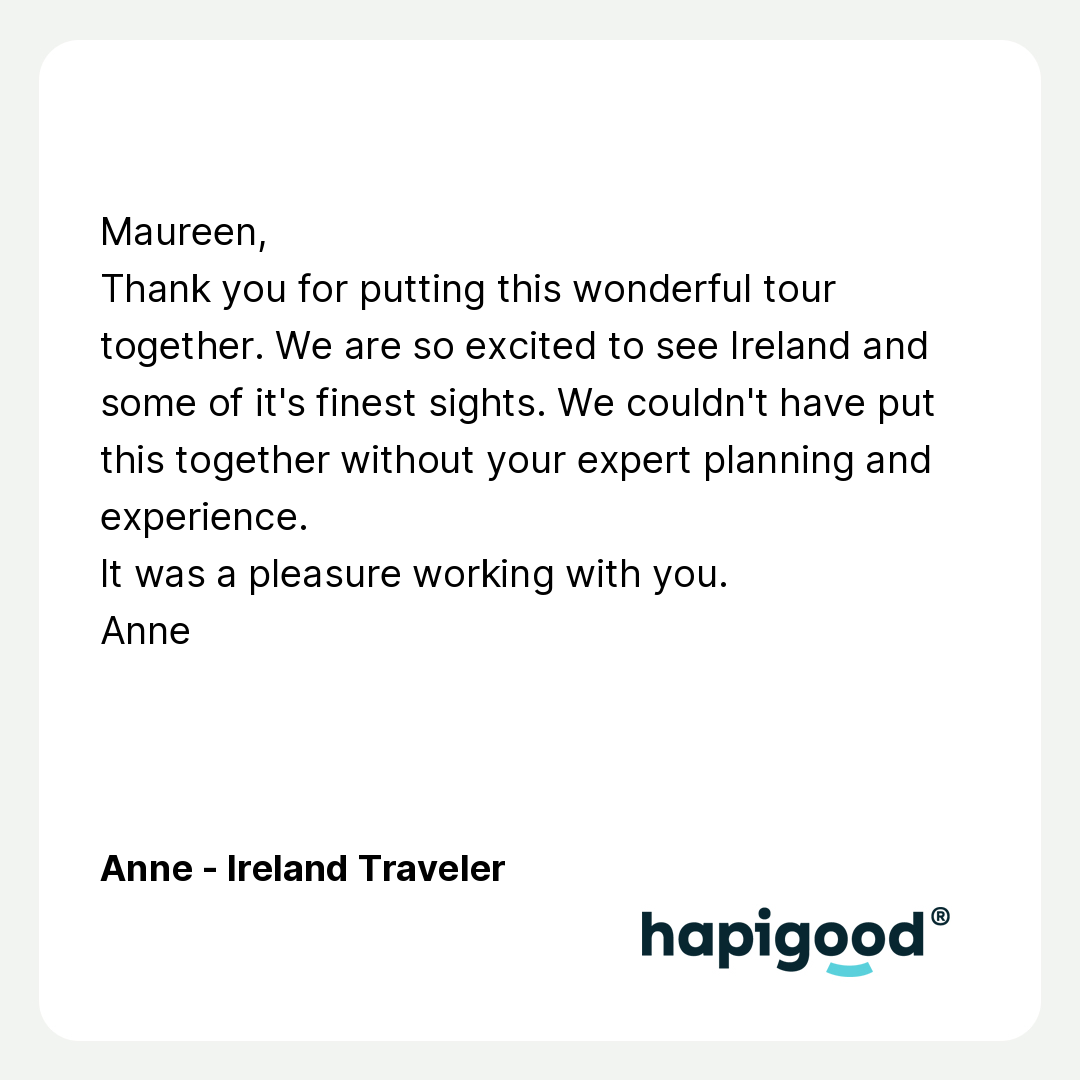 Maureen,
Thank you for putting this wonderful tour
together. We are so excited to see Ireland and
some of it's finest sights. We couldn't have put
this together without your expert planning and
experience.
It was a pleasure working with you.
Anne
Anne - Ireland Traveler
hapigood®